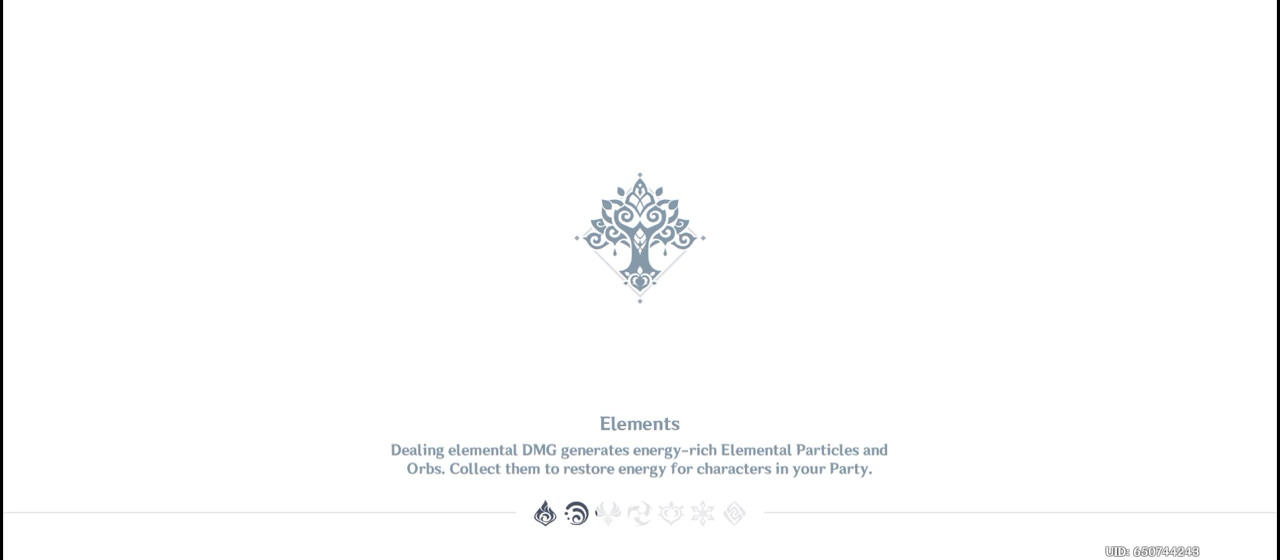 Elements
Dealing elemental DMG generates energy-rich Elemental Particles and
Orbs. Collect them to restore energy for characters in your Party.
UID: 650744243